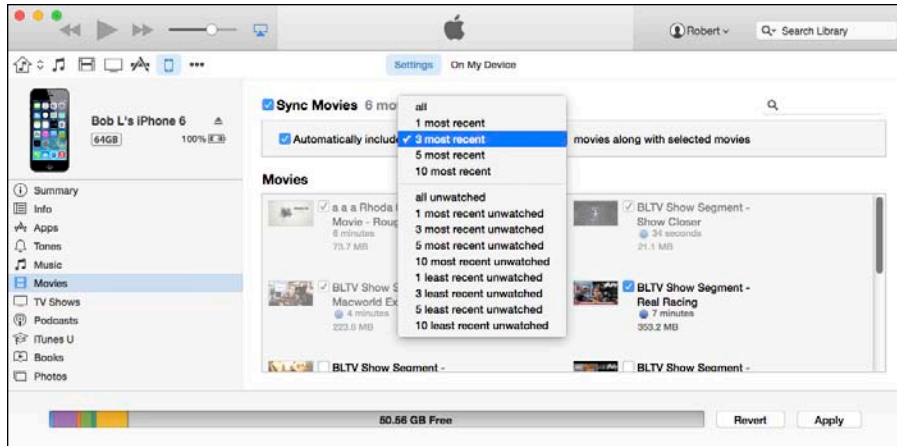 Robert
Search Library
Settings On My Device
Bob L's iPhone 6
64GB 100%
Sync Movies 6 mo
Automatically include
movies along with selected movies
all
1 most recent
3 most recent
5 most recent
10 most recent
all unwatched
1 most recent unwatched
3 most recent unwatched
5 most recent unwatched
10 most recent unwatched
1 least recent unwatched
3 least recent unwatched
5 least recent unwatched
10 least recent unwatched
Summary
Info
Apps
Tones
Music
Movies
TV Shows
Podcasts
iTunes U
Books
Photos
Movies
a a a Rhoda
Movie - Roug
6 minutes
73.7 MB
BLTV Show Segment -
Show Closer
34 seconds
21.1 MB
BLTV Show S
Macworld Ex
4 minutes
223.8 MB
BLTV Show Segment -
Real Racing
7 minutes
353.2 MB
BLTV Show Segment -
BLTV Show Segment -
50.56 GB Free
Revert Apply